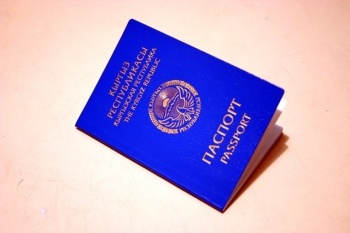 КЫРГЫЗ
РЕСПУБЛИКАСЫ
КЫРГЫЗСКАЯ РЕСПУБЛИКА
THE KYRGYZ REPUBLIC
ПАСПОРТ
PASSPORT